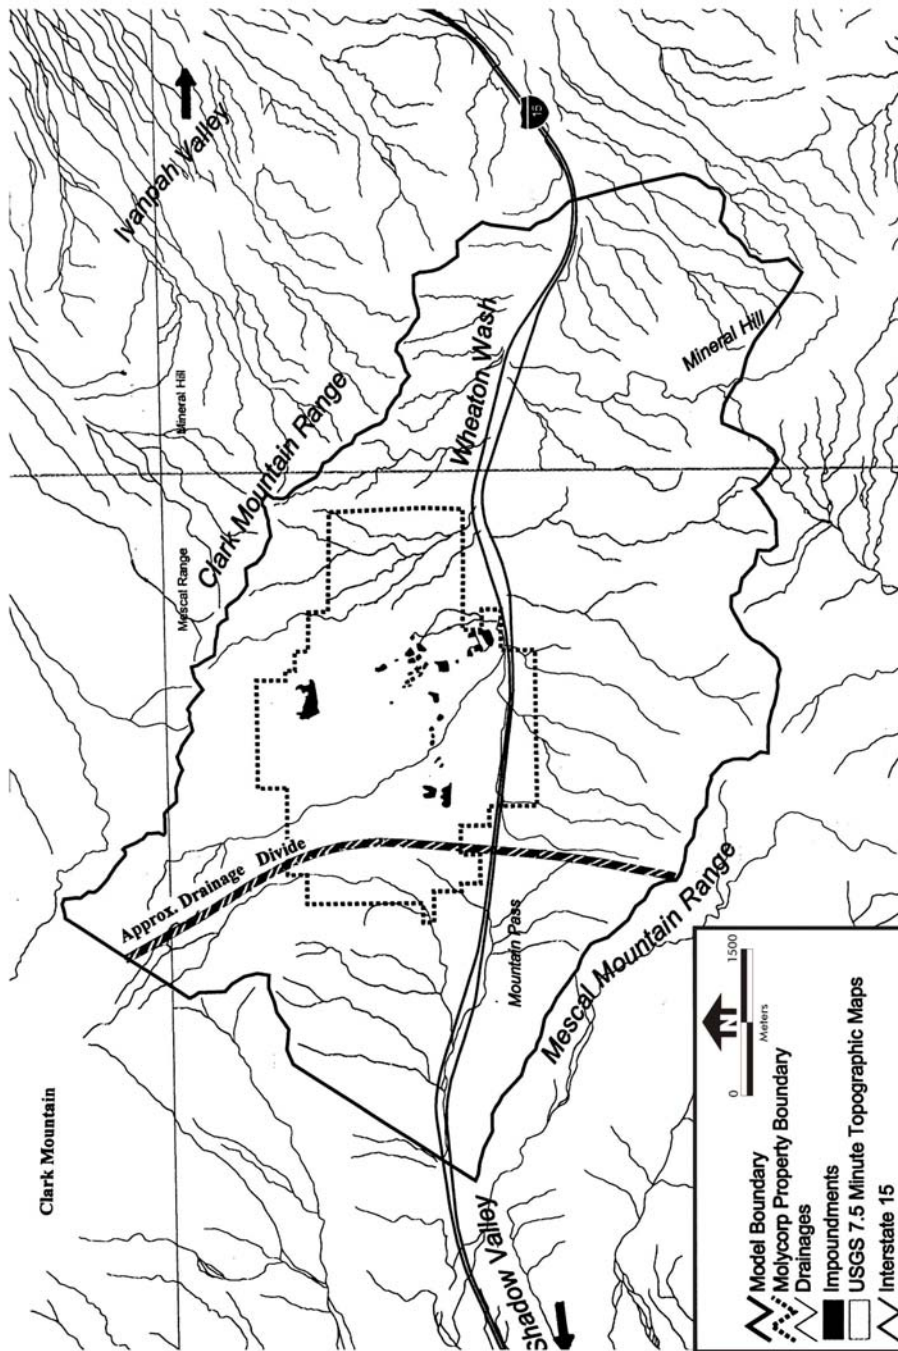 Clark Mountain
Ivanpah Valley
15
Mineral Hill
Mescal Range
Clark Mountain Range
Wheaton Wash
Mineral Hill
Approx. Drainage Divide
Mountain Pass
Mescal Mountain Range
Shadow Valley
Model Boundary
Molycorp Property Boundary
Drainages
Impoundments
USGS 7.5 Minute Topographic Maps
Interstate 15
N
0 1500
Meters